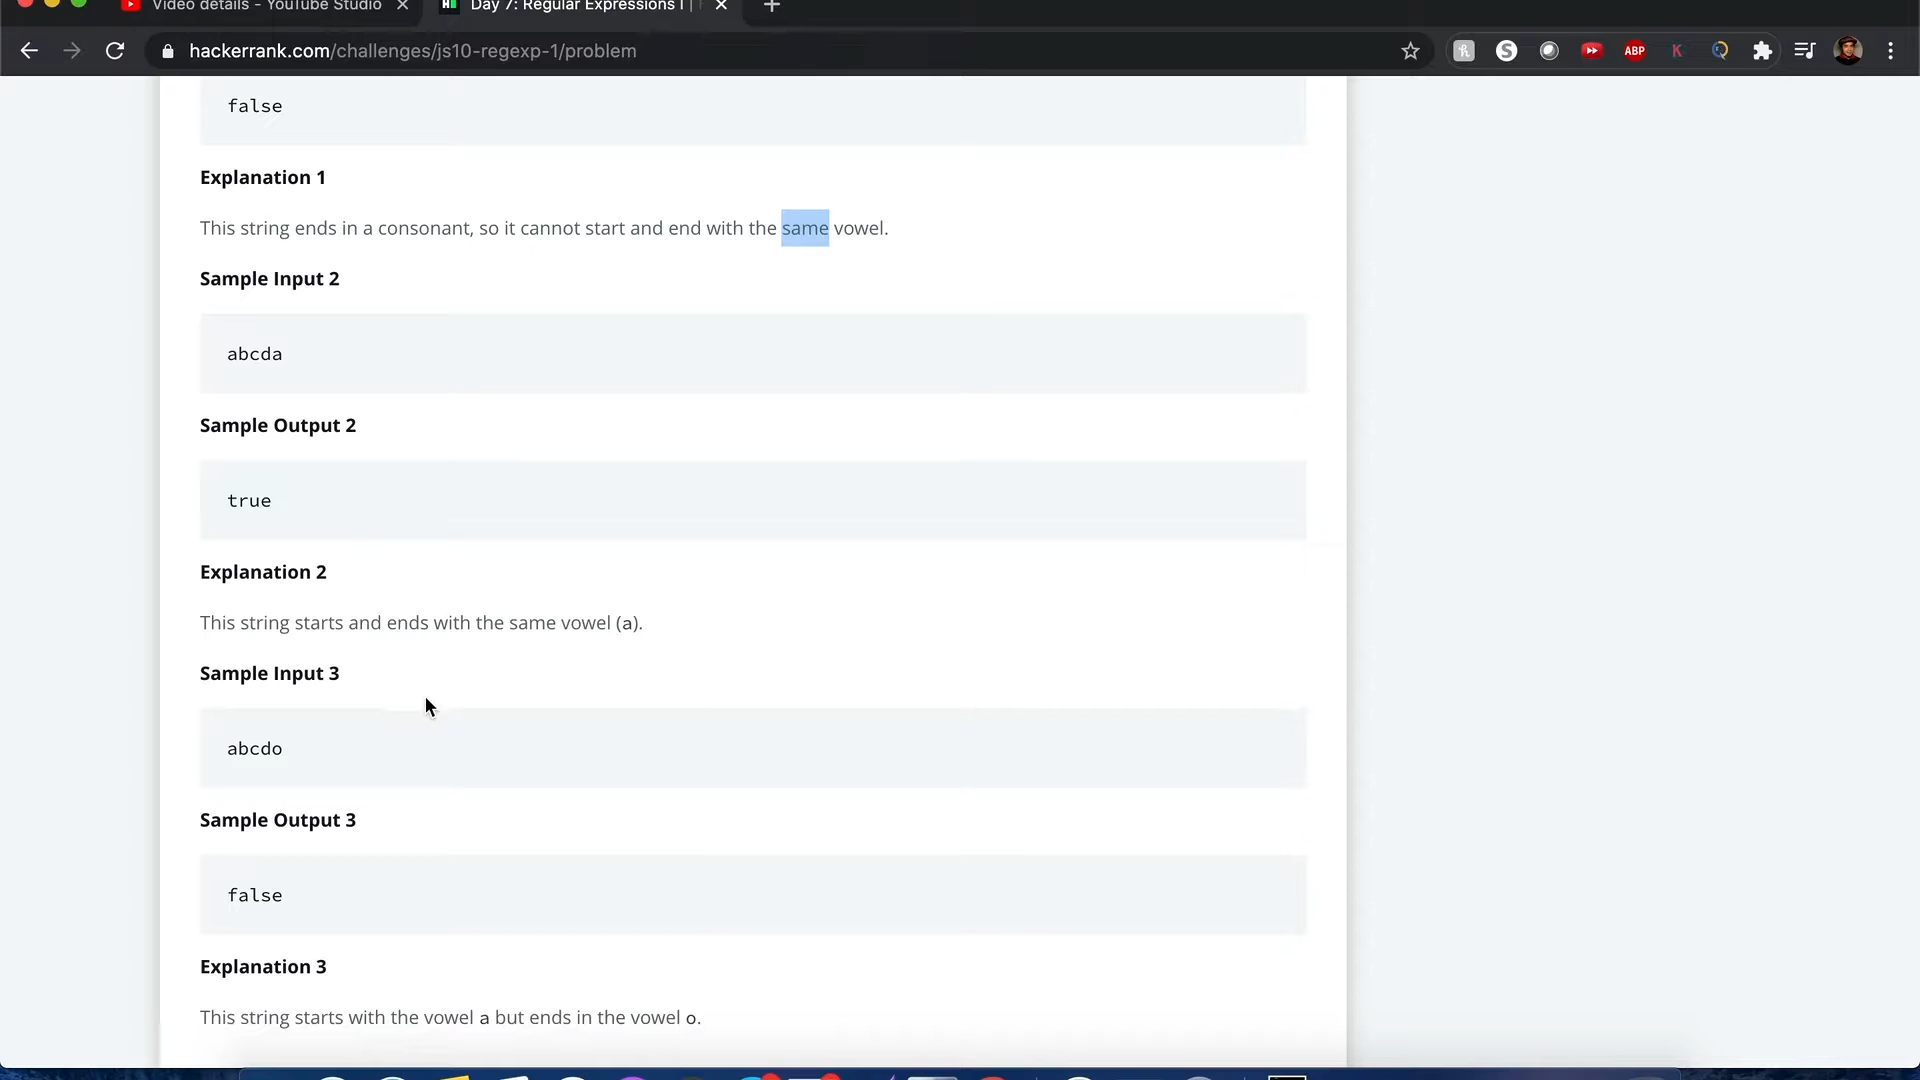 Video details - YouTube Studio
Day 7: Regular Expressions I |
hackerrank.com/challenges/js10-regexp-1/problem
S
ABP
K
false
Explanation 1
This string ends in a consonant, so it cannot start and end with the same vowel.
Sample Input 2
abcda
Sample Output 2
true
Explanation 2
This string starts and ends with the same vowel (a).
Sample Input 3
abcdo
Sample Output 3
false
Explanation 3
This string starts with the vowel a but ends in the vowel o.